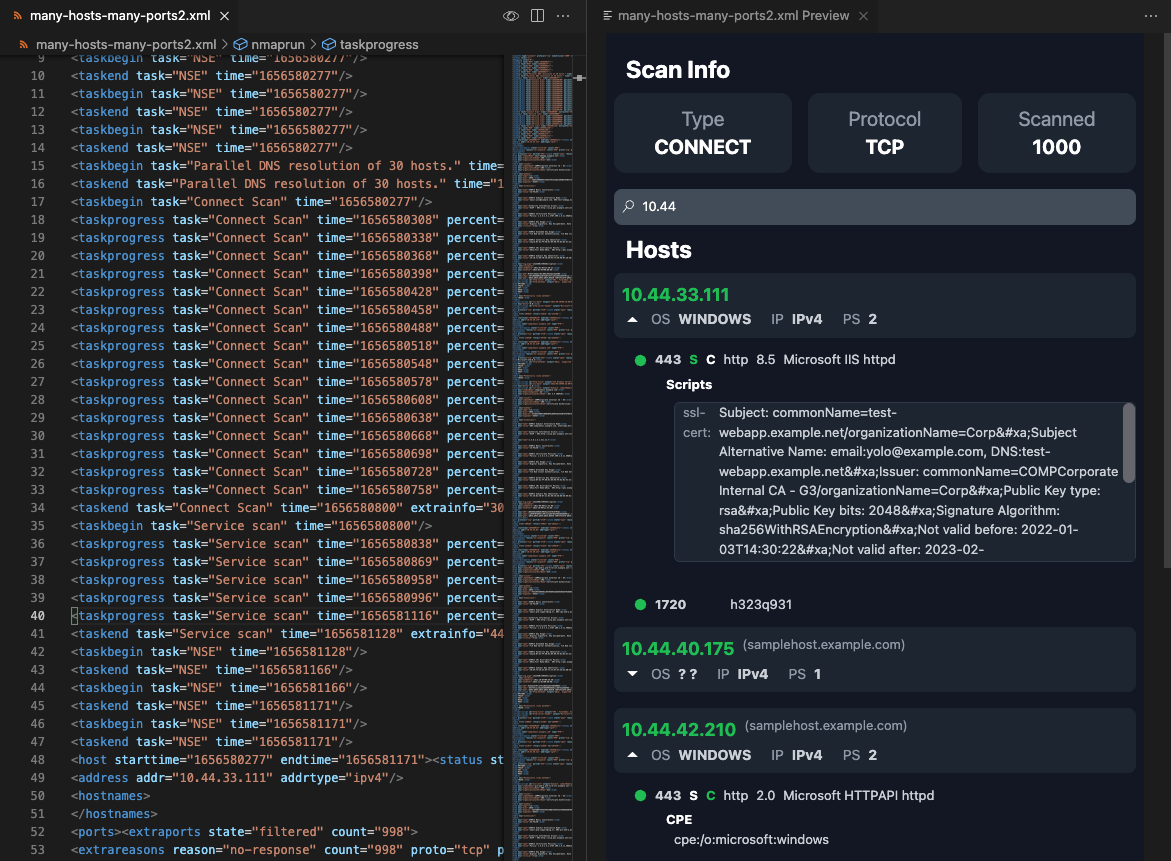 many-hosts-many-ports2.xml
many-hosts-many-ports2.xml > nmaprun > taskprogress
9 <taskbegin task="NSE" time="1656580277"/>
10 <taskend task="NSE" time="1656580277"/>
11 <taskbegin task="NSE" time="1656580277"/>
12 <taskend task="NSE" time="1656580277"/>
13 <taskbegin task="NSE" time="1656580277"/>
14 <taskend task="NSE" time="1656580277"/>
15 <taskbegin task="Parallel DNS resolution of 30 hosts." time=
16 <taskend task="Parallel DNS resolution of 30 hosts." time="1
17 <taskbegin task="Connect Scan" time="1656580277"/>
18 <taskprogress task="Connect Scan" time="1656580308" percent=
19 <taskprogress task="Connect Scan" time="1656580338" percent=
20 <taskprogress task="Connect Scan" time="1656580368" percent=
21 <taskprogress task="Connect Scan" time="1656580398" percent=
22 <taskprogress task="Connect Scan" time="1656580428" percent=
23 <taskprogress task="Connect Scan" time="1656580458" percent=
24 <taskprogress task="Connect Scan" time="1656580488" percent=
25 <taskprogress task="Connect Scan" time="1656580518" percent=
26 <taskprogress task="Connect Scan" time="1656580548" percent=
27 <taskprogress task="Connect Scan" time="1656580578" percent=
28 <taskprogress task="Connect Scan" time="1656580608" percent=
29 <taskprogress task="Connect Scan" time="1656580638" percent=
30 <taskprogress task="Connect Scan" time="1656580668" percent=
31 <taskprogress task="Connect Scan" time="1656580698" percent=
32 <taskprogress task="Connect Scan" time="1656580728" percent=
33 <taskprogress task="Connect Scan" time="1656580758" percent=
34 <taskend task="Connect Scan" time="1656580800" extrainfo="30
35 <taskbegin task="Service scan" time="1656580800"/>
36 <taskprogress task="Service scan" time="1656580838" percent=
37 <taskprogress task="Service scan" time="1656580869" percent=
38 <taskprogress task="Service scan" time="1656580958" percent=
39 <taskprogress task="Service scan" time="1656580996" percent=
40 <taskprogress task="Service scan" time="1656581116" percent=
41 <taskend task="Service scan" time="1656581128" extrainfo="44
42 <taskbegin task="NSE" time="1656581128"/>
43 <taskend task="NSE" time="1656581166"/>
44 <taskbegin task="NSE" time="1656581166"/>
45 <taskend task="NSE" time="1656581171"/>
46 <taskbegin task="NSE" time="1656581171"/>
47 <taskend task="NSE" time="1656581171"/>
48 <host starttime="1656580277" endtime="1656581171"><status st
49 <address addr="10.44.33.111" addrtype="ipv4"/>
50 <hostnames>
51 </hostnames>
52 <ports><extraports state="filtered" count="998">
53 <extrareasons reason="no-response" count="998" proto="tcp" p
many-hosts-many-ports2.xml Preview
Scan Info
Type Protocol Scanned
CONNECT TCP 1000
10.44
Hosts
10.44.33.111
OS WINDOWS IP IPv4 PS 2
443 S C http 8.5 Microsoft IIS httpd
Scripts
ssl- Subject: commonName=test-
cert: webapp.example.net/organizationName=Corp&#xa;Subject
Alternative Name: email:yolo@example.com, DNS:test-
webapp.example.net&#xa;Issuer: commonName=COMPCorporate
Internal CA - G3/organizationName=Corp&#xa;Public Key type:
rsa&#xa;Public Key bits: 2048&#xa;Signature Algorithm:
sha256WithRSAEncryption&#xa;Not valid before: 2022-01-
03T14:30:22&#xa;Not valid after: 2023-02-
1720 h323q931
10.44.40.175 (samplehost.example.com)
OS ? ? IP IPv4 PS 1
10.44.42.210 (samplehost.example.com)
OS WINDOWS IP IPv4 PS 2
443 S C http 2.0 Microsoft HTTPAPI httpd
CPE
cpe:/o:microsoft:windows